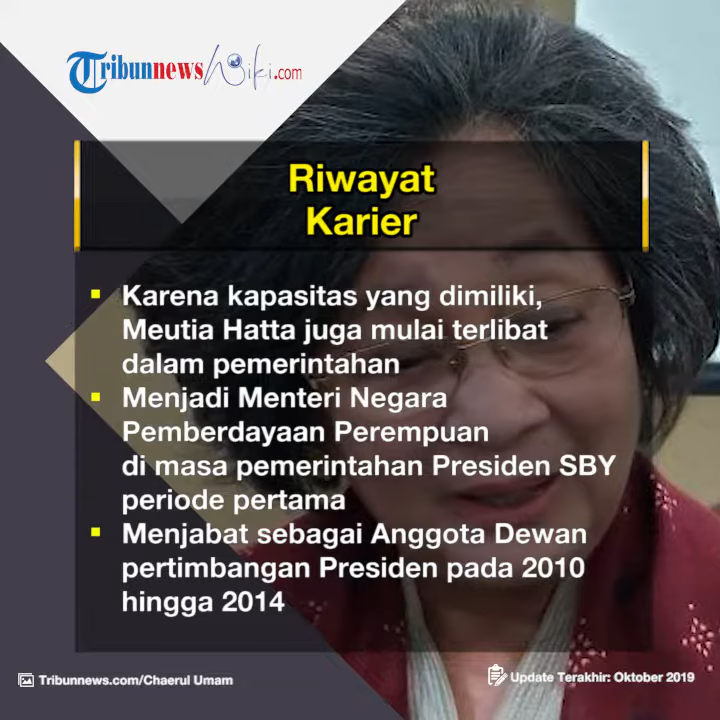 TribunnewsWiki.com
Riwayat
Karier
Karena kapasitas yang dimiliki,
Meutia Hatta juga mulai terlibat
dalam pemerintahan
Menjadi Menteri Negara
Pemberdayaan Perempuan
di masa pemerintahan Presiden SBY
periode pertama
Menjabat sebagai Anggota Dewan
pertimbangan Presiden pada 2010
hingga 2014
Tribunnews.com/Chaerul Umam
Update Terakhir: Oktober 2019